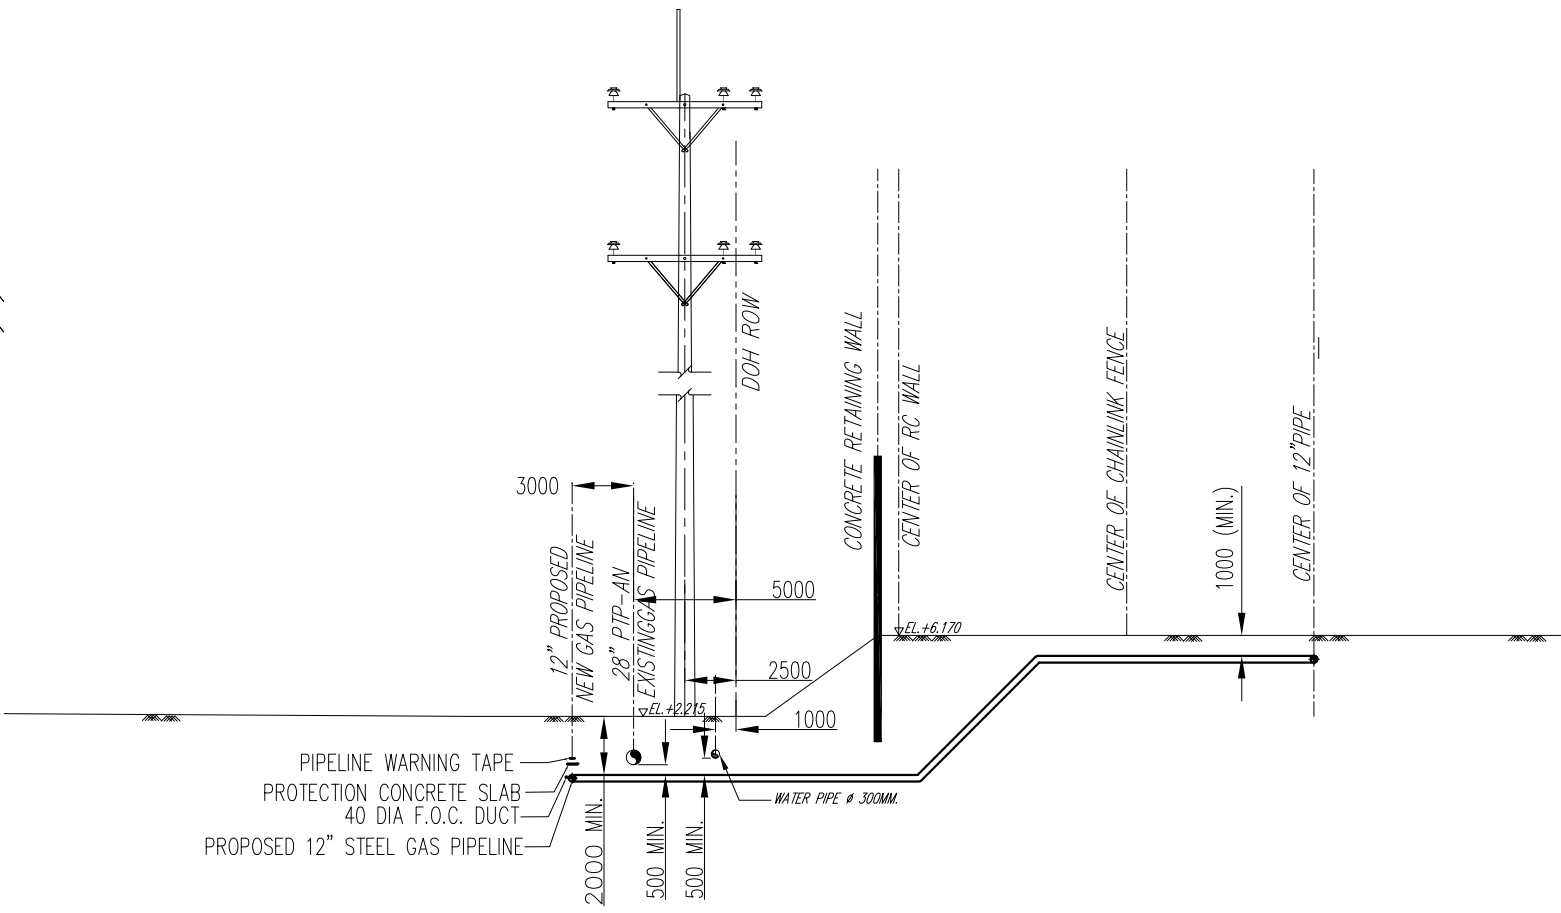 DOH ROW
CONCRETE RETAINING WALL
CENTER OF RC WALL
CENTER OF CHAINLINK FENCE
CENTER OF 12"PIPE
3000
12" PROPOSED
NEW GAS PIPELINE
28" PTP-AN
EXISTINGGAS PIPELINE
1000 (MIN.)
5000
EL.+6.170
2500
EL.+2.215
1000
PIPELINE WARNING TAPE
PROTECTION CONCRETE SLAB
40 DIA F.O.C. DUCT
PROPOSED 12" STEEL GAS PIPELINE
2000 MIN.
500 MIN.
500 MIN.
WATER PIPE ø 300MM.